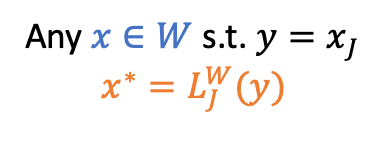 Any x ∈ W s.t. y = x_J
x* = L_J^W(y)